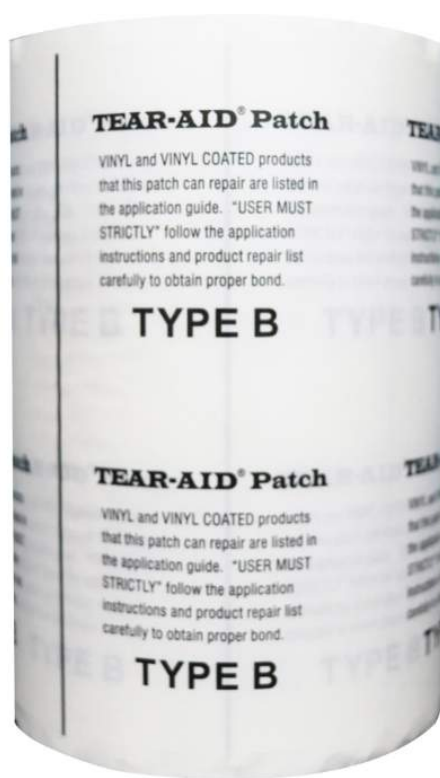 TEAR-AID® Patch
VINYL and VINYL COATED products
that this patch can repair are listed in
the application guide. "USER MUST
STRICTLY" follow the application
instructions and product repair list
carefully to obtain proper bond.
TYPE B
TEAR-AID® Patch
VINYL and VINYL COATED products
that this patch can repair are listed in
the application guide. "USER MUST
STRICTLY" follow the application
instructions and product repair list
carefully to obtain proper bond.
TYPE B